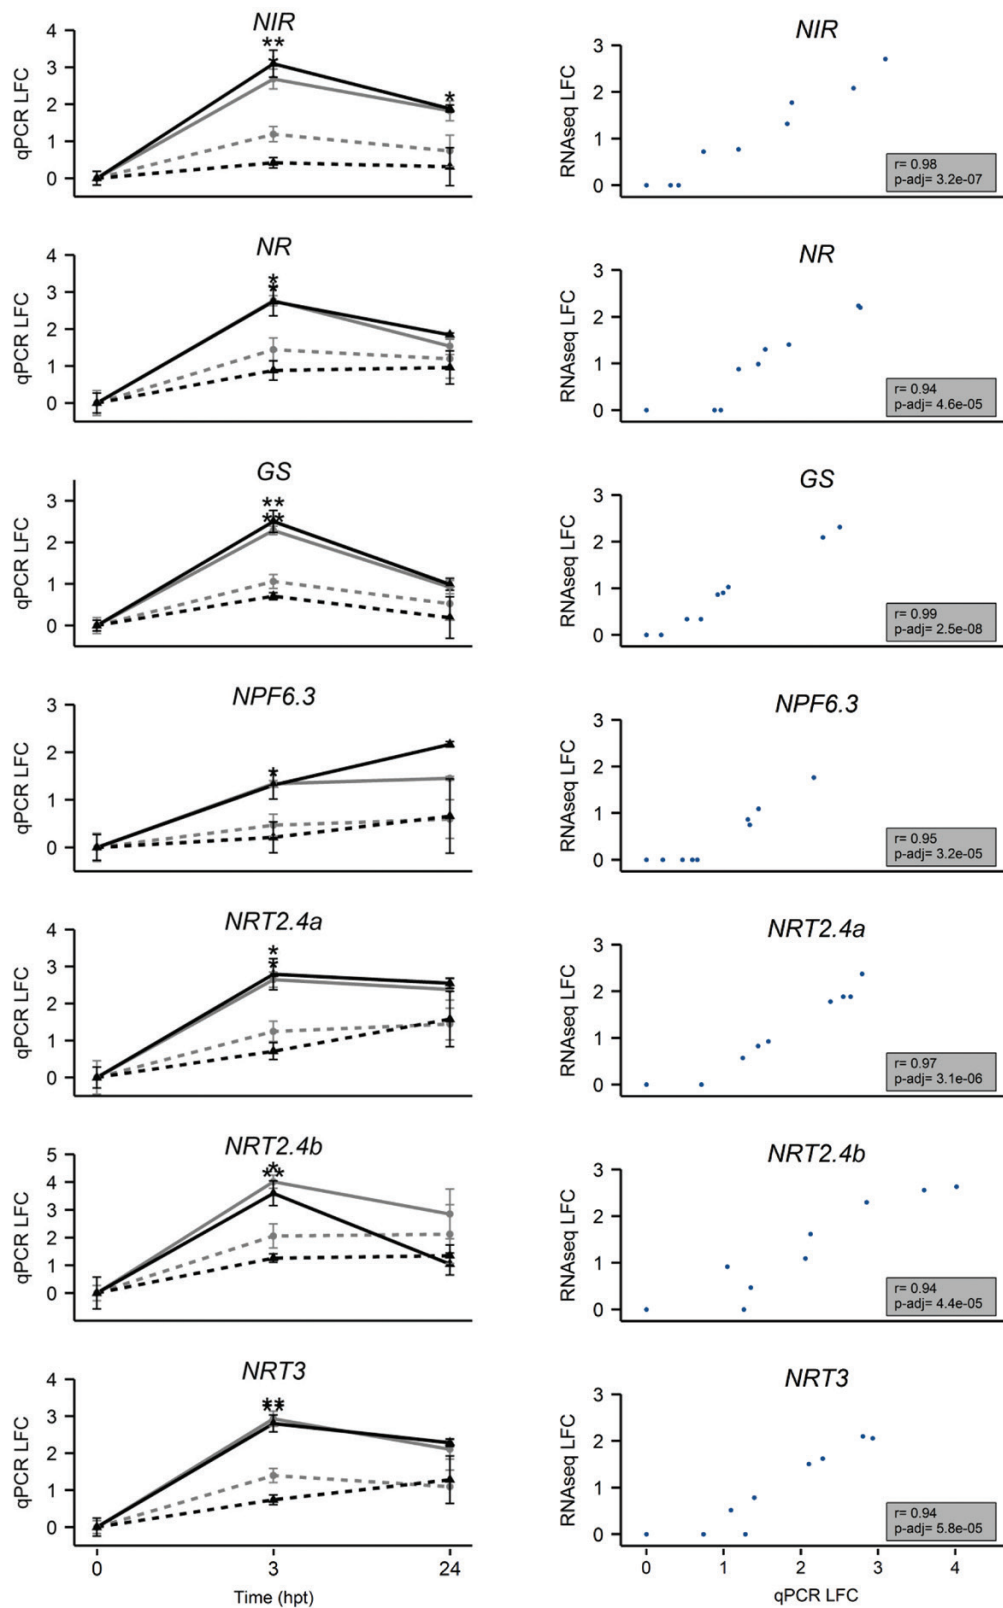 NIR
qPCR LFC
4
3
2
1
0
**
*
*
NIR
RNAseq LFC
3
2
1
0
r= 0.98
p-adj= 3.2e-07
NR
qPCR LFC
4
3
2
1
0
*
*
NR
RNAseq LFC
3
2
1
0
r= 0.94
p-adj= 4.6e-05
GS
qPCR LFC
3
2
1
0
**
**
GS
RNAseq LFC
3
2
1
0
r= 0.99
p-adj= 2.5e-08
NPF6.3
qPCR LFC
3
2
1
0
*
NPF6.3
RNAseq LFC
3
2
1
0
r= 0.95
p-adj= 3.2e-05
NRT2.4a
qPCR LFC
4
3
2
1
0
*
*
NRT2.4a
RNAseq LFC
3
2
1
0
r= 0.97
p-adj= 3.1e-06
NRT2.4b
qPCR LFC
5
4
3
2
1
0
*
**
NRT2.4b
RNAseq LFC
3
2
1
0
r= 0.94
p-adj= 4.4e-05
NRT3
qPCR LFC
4
3
2
1
0
**
**
0 3 24
Time (hpt)
NRT3
RNAseq LFC
3
2
1
0
r= 0.94
p-adj= 5.8e-05
0 1 2 3 4
qPCR LFC